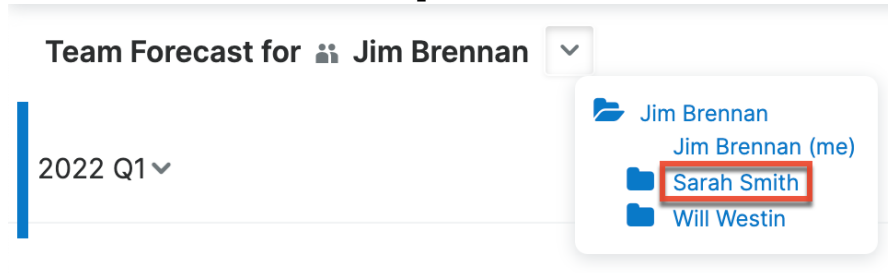 Team Forecast for Jim Brennan
Jim Brennan
Jim Brennan (me)
2022 Q1
Sarah Smith
Will Westin